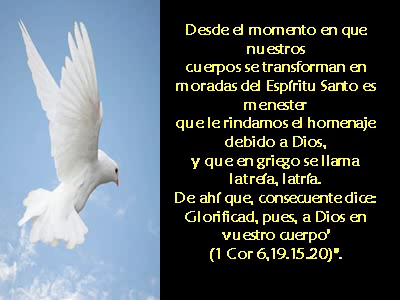 Desde el momento en que
nuestros
cuerpos se transforman en
moradas del Espíritu Santo es
menester
que le rindamos el homenaje
debido a Dios,
y que en griego se llama
latreía, latría.
De ahí que, consecuente dice:
Glorificad, pues, a Dios en
vuestro cuerpo'
(1 Cor 6,19.15.20)".